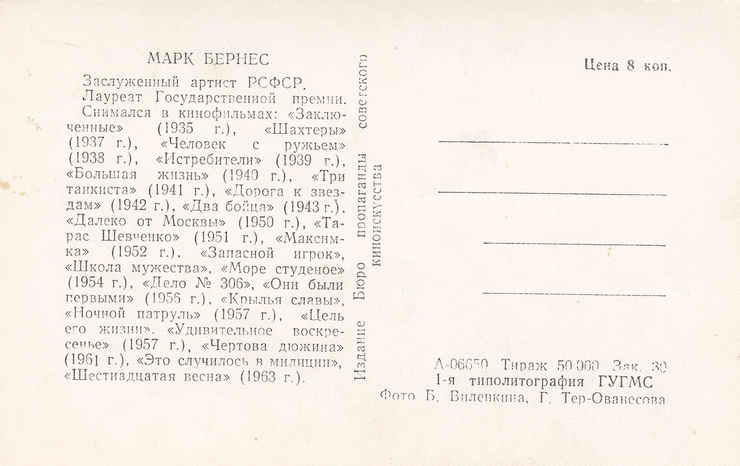 МАРК БЕРНЕС
Заслуженный артист РСФСР.
Лауреат Государственной премии.
Снимался в кинофильмах: «Заклю-
ченные» (1935 г.), «Шахтеры»
(1937 г.), «Человек с ружьем»
(1938 г.), «Истребители» (1939 г.),
«Большая жизнь» (1940 г.), «Три
танкиста» (1941 г.), «Дорога к звез-
дам» (1942 г.), «Два бойца» (1943 г.).
«Далеко от Москвы» (1950 г.), «Та-
рас Шевченко» (1951 г.), «Максим-
ка» (1952 г.). «Запасной игрок»,
«Школа мужества», «Море студеное»
(1954 г.), «Дело № 306», «Они были
первыми» (1956 г.), «Крылья славы»,
«Ночной патруль» (1957 г.), «Цель
его жизни». «Удивительное воскре-
сенье» (1957 г.), «Чертова дюжина»
(1961 г.), «Это случилось в милиции»,
«Шестнадцатая весна» (1963 г.).
Издание Бюро пропаганды советского
киноискусства
Цена 8 коп.
А-06650 Тираж 50 000 Зак. 30
1-я типолитография ГУГМС
Фото Б. Виленкина, Г. Тер-Ованесова